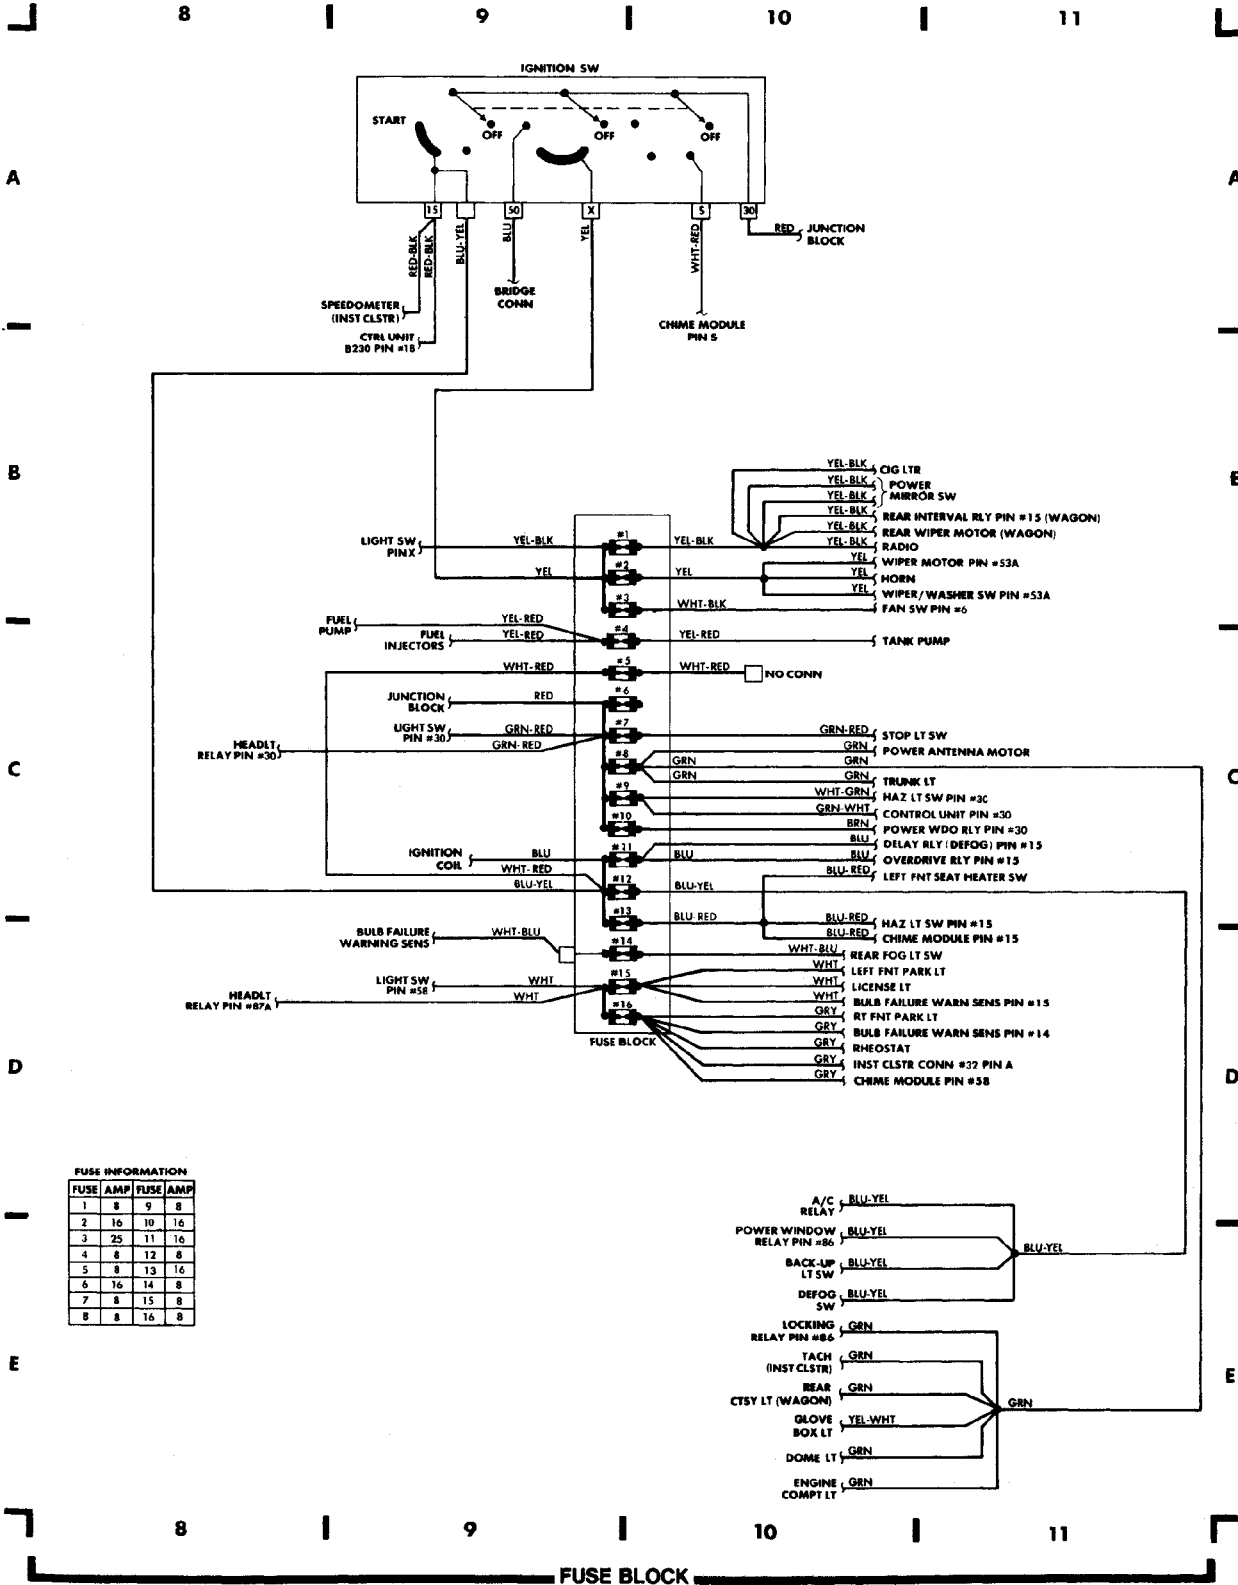 8 9 10 11
IGNITION SW
START
OFF OFF OFF
A A
15 50 X S 30
RED JUNCTION
BLOCK
RED-BLK
RED-BLK
BLU-YEL
BLU
YEL
WHT-RED
SPEEDOMETER
(INST CLSTR)
BRIDGE
CONN
CHIME MODULE
PIN S
CTRL UNIT
B230 PIN #18
B
YEL-BLK CIG LTR
YEL-BLK POWER
YEL-BLK MIRROR SW
YEL-BLK REAR INTERVAL RLY PIN #15 (WAGON)
YEL-BLK REAR WIPER MOTOR (WAGON)
LIGHT SW
PIN X
YEL-BLK #1 YEL-BLK YEL-BLK RADIO
YEL WIPER MOTOR PIN #53A
YEL #2 YEL YEL HORN
YEL WIPER/WASHER SW PIN #53A
#3 WHT-BLK FAN SW PIN #6
FUEL
PUMP
YEL-RED
FUEL
INJECTORS
YEL-RED #4 YEL-RED TANK PUMP
WHT-RED #5 WHT-RED NO CONN
JUNCTION
BLOCK
RED #6
LIGHT SW
PIN #30
GRN-RED #7 GRN-RED STOP LT SW
HEADLT
RELAY PIN #30
GRN-RED GRN POWER ANTENNA MOTOR
C #8 GRN GRN C
GRN GRN TRUNK LT
#9 WHT-GRN HAZ LT SW PIN #30
GRN-WHT CONTROL UNIT PIN #30
#10 BRN POWER WDO RLY PIN #30
BLU DELAY RLY (DEFOG) PIN #15
IGNITION
COIL
BLU #11 BLU BLU OVERDRIVE RLY PIN #15
WHT-RED BLU-RED LEFT FNT SEAT HEATER SW
BLU-YEL #12 BLU-YEL
#13 BLU-RED BLU-RED HAZ LT SW PIN #15
BLU-RED CHIME MODULE PIN #15
BULB FAILURE
WARNING SENS
WHT-BLU #14 WHT-BLU REAR FOG LT SW
WHT LEFT FNT PARK LT
LIGHT SW
PIN #58
WHT #15 WHT LICENSE LT
HEADLT
RELAY PIN #87A
WHT WHT BULB FAILURE WARN SENS PIN #15
#16 GRY RT FNT PARK LT
GRY BULB FAILURE WARN SENS PIN #14
FUSE BLOCK GRY RHEOSTAT
D GRY INST CLSTR CONN #32 PIN A D
GRY CHIME MODULE PIN #58
FUSE INFORMATION
FUSE AMP FUSE AMP
1 8 9 8
2 16 10 16
3 25 11 16
4 8 12 8
5 8 13 16
6 16 14 8
7 8 15 8
8 8 16 8
A/C
RELAY
BLU-YEL
POWER WINDOW
RELAY PIN #86
BLU-YEL
BLU-YEL
BACK-UP
LT SW
BLU-YEL
DEFOG
SW
BLU-YEL
LOCKING
RELAY PIN #86
GRN
E TACH
(INST CLSTR)
GRN E
REAR
CTSY LT (WAGON)
GRN
GRN
GLOVE
BOX LT
YEL-WHT
DOME LT GRN
ENGINE
COMPT LT
GRN
8 9 10 11
FUSE BLOCK